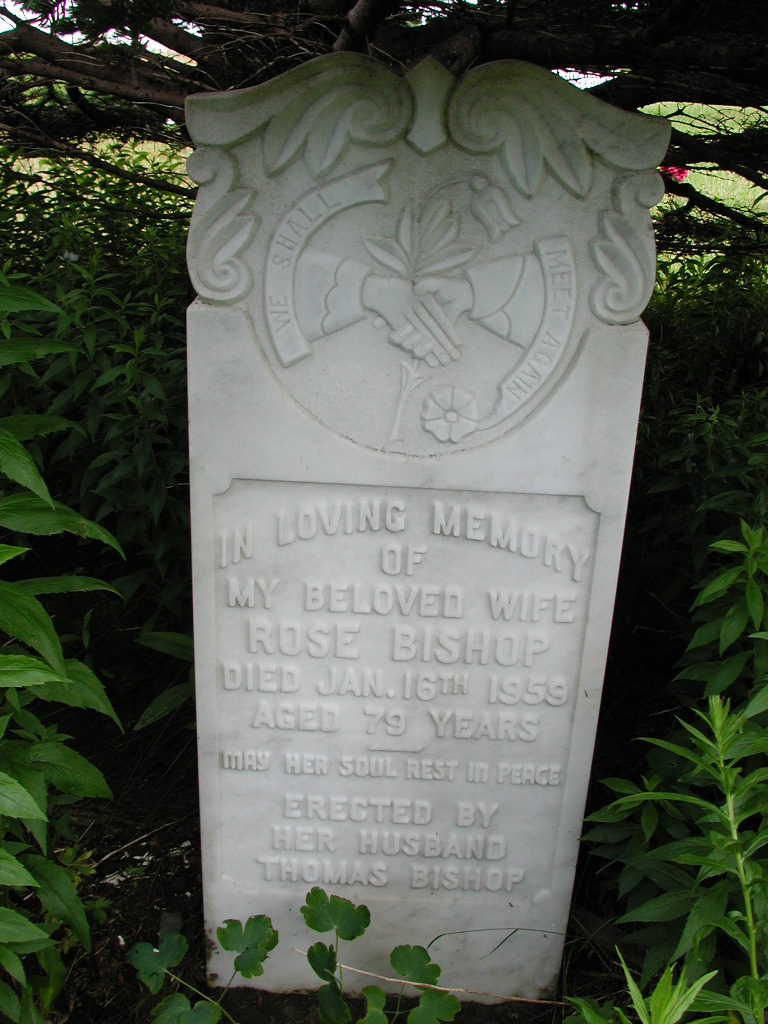 WE SHALL
MEET AGAIN
IN LOVING MEMORY
OF
MY BELOVED WIFE
ROSE BISHOP
DIED JAN. 16TH 1959
AGED 79 YEARS
MAY HER SOUL REST IN PEACE
ERECTED BY
HER HUSBAND
THOMAS BISHOP